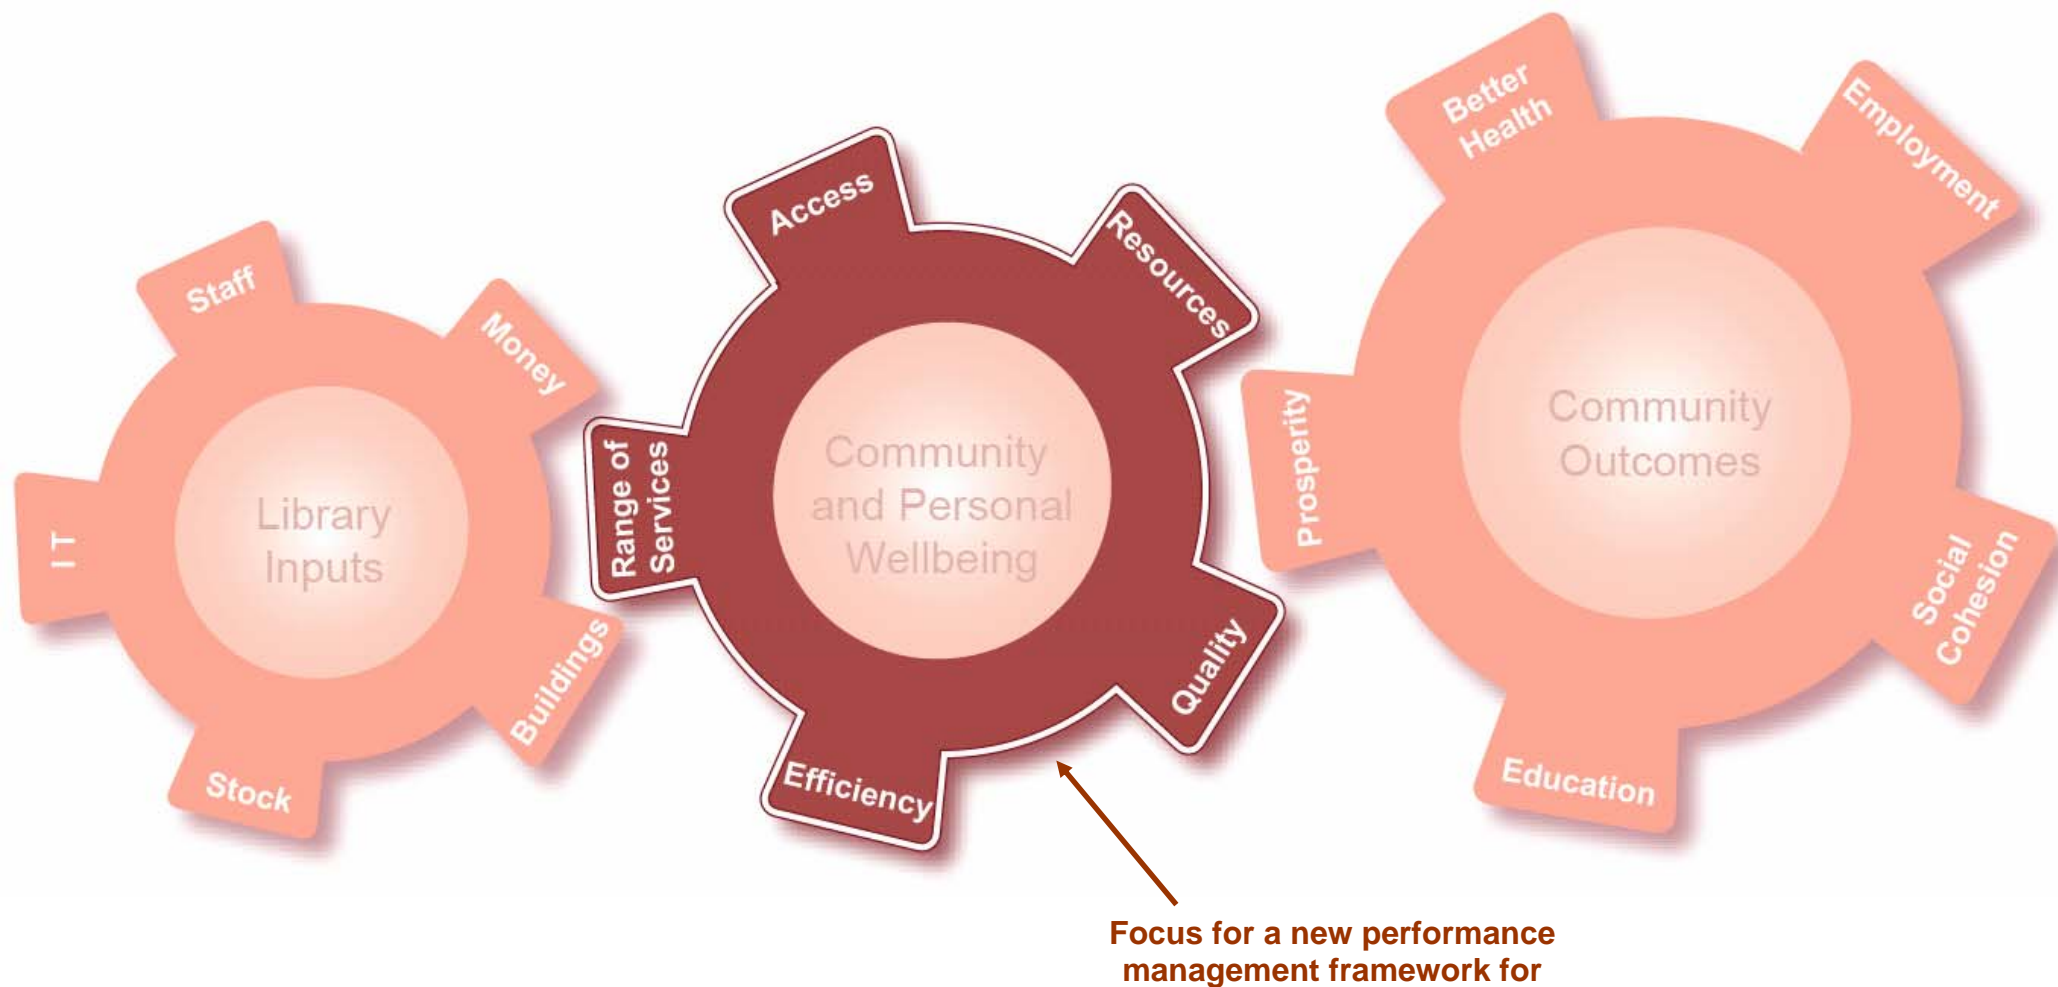 Staff
Money
IT
Library
Inputs
Buildings
Stock
Access
Resources
Range of
Services
Community
and Personal
Wellbeing
Quality
Efficiency
Better
Health
Employment
Prosperity
Community
Outcomes
Social
Cohesion
Education
Focus for a new performance
management framework for